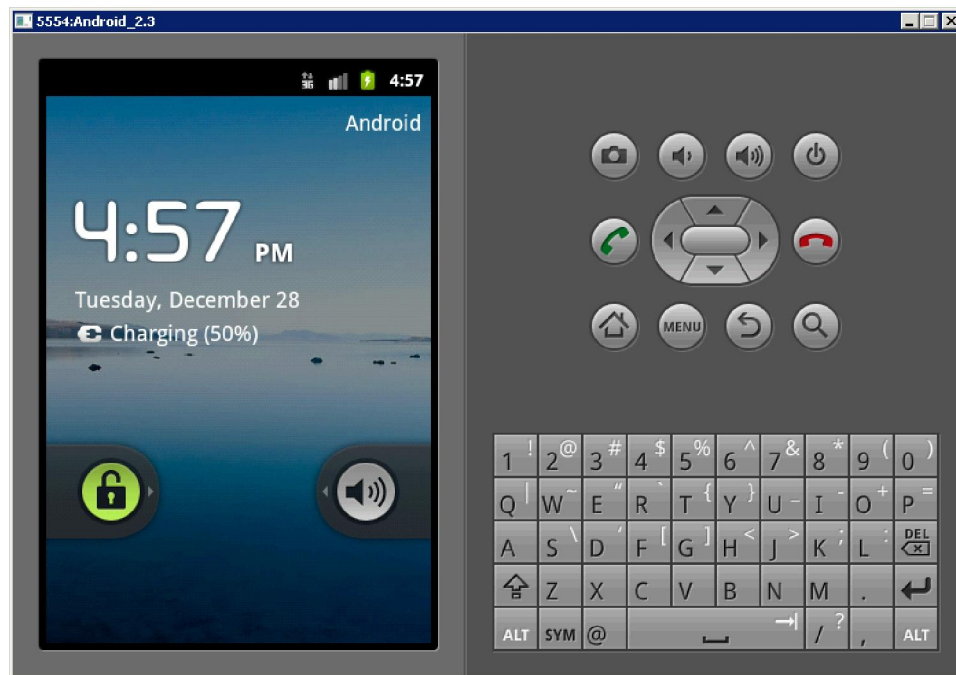 5554:Android_2.3
3G 4:57
Android
4:57 PM
Tuesday, December 28
Charging (50%)
MENU
1 ! 2 @ 3 # 4 $ 5 % 6 ^ 7 & 8 * 9 ( 0 )
Q | W ~ E " R ` T { Y } U _ I - O + P =
A S \ D ' F [ G ] H < J > K ; L : DEL
Z X C V B N M .
ALT SYM @ / ? , ALT